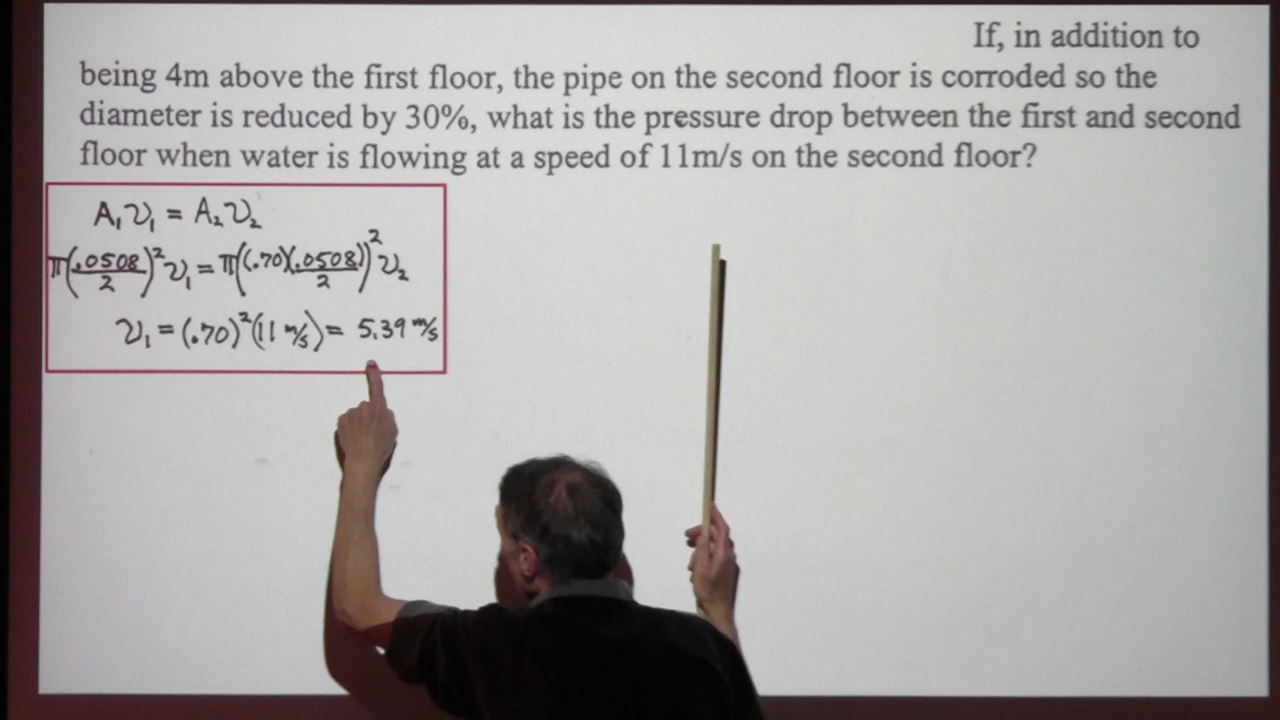 If, in addition to
being 4m above the first floor, the pipe on the second floor is corroded so the
diameter is reduced by 30%, what is the pressure drop between the first and second
floor when water is flowing at a speed of 11m/s on the second floor?
A₁v₁ = A₂v₂
π(.0508/2)²v₁ = π((.70)(.0508)/2)²v₂
v₁ = (.70)²(11 m/s) = 5.39 m/s